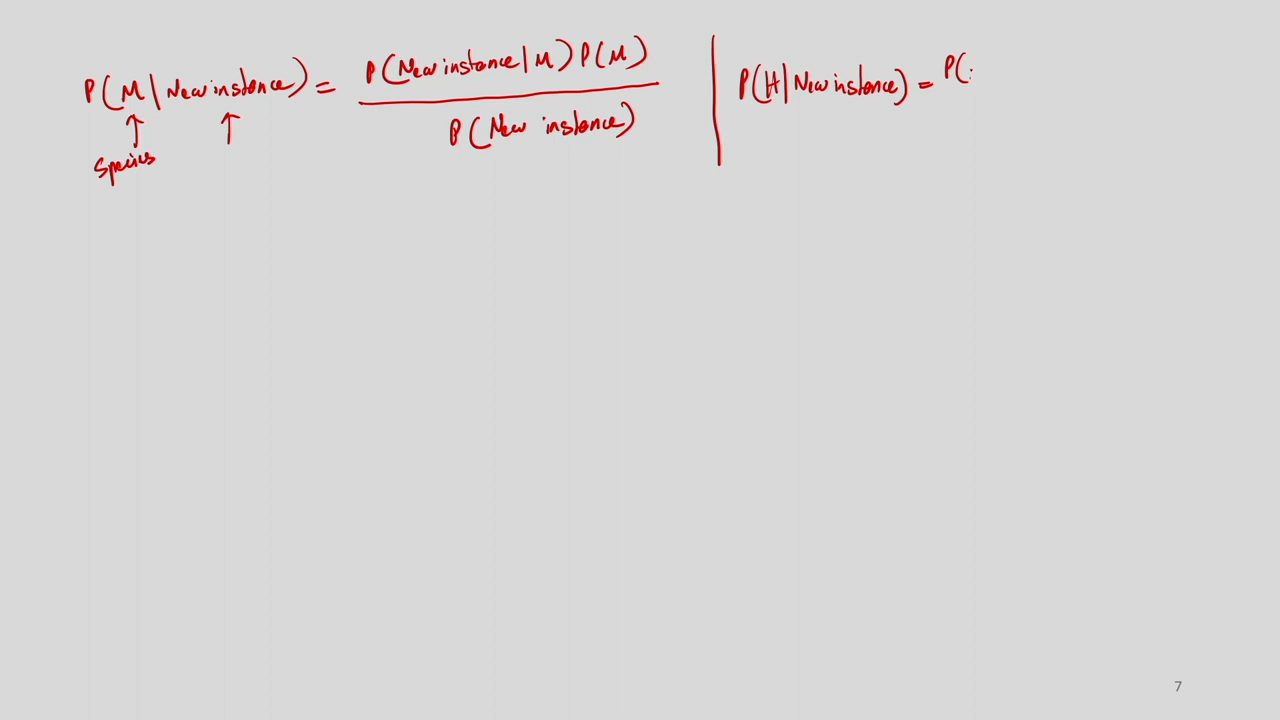 P(M|New instance) = P(New instance|M) P(M) / P(New instance)
↑ ↑
Species
P(H|New instance) = P(:
7